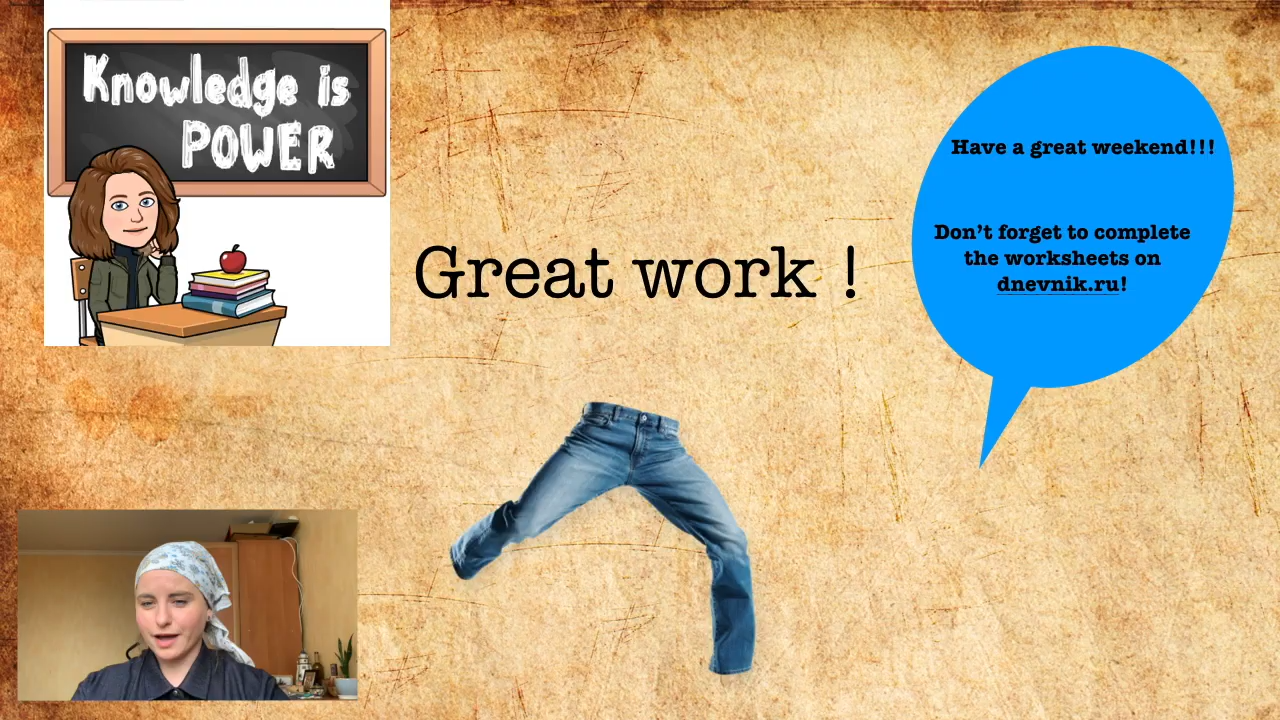 Knowledge is
POWER
Great work !
Have a great weekend!!!
Don’t forget to complete
the worksheets on
dnevnik.ru!